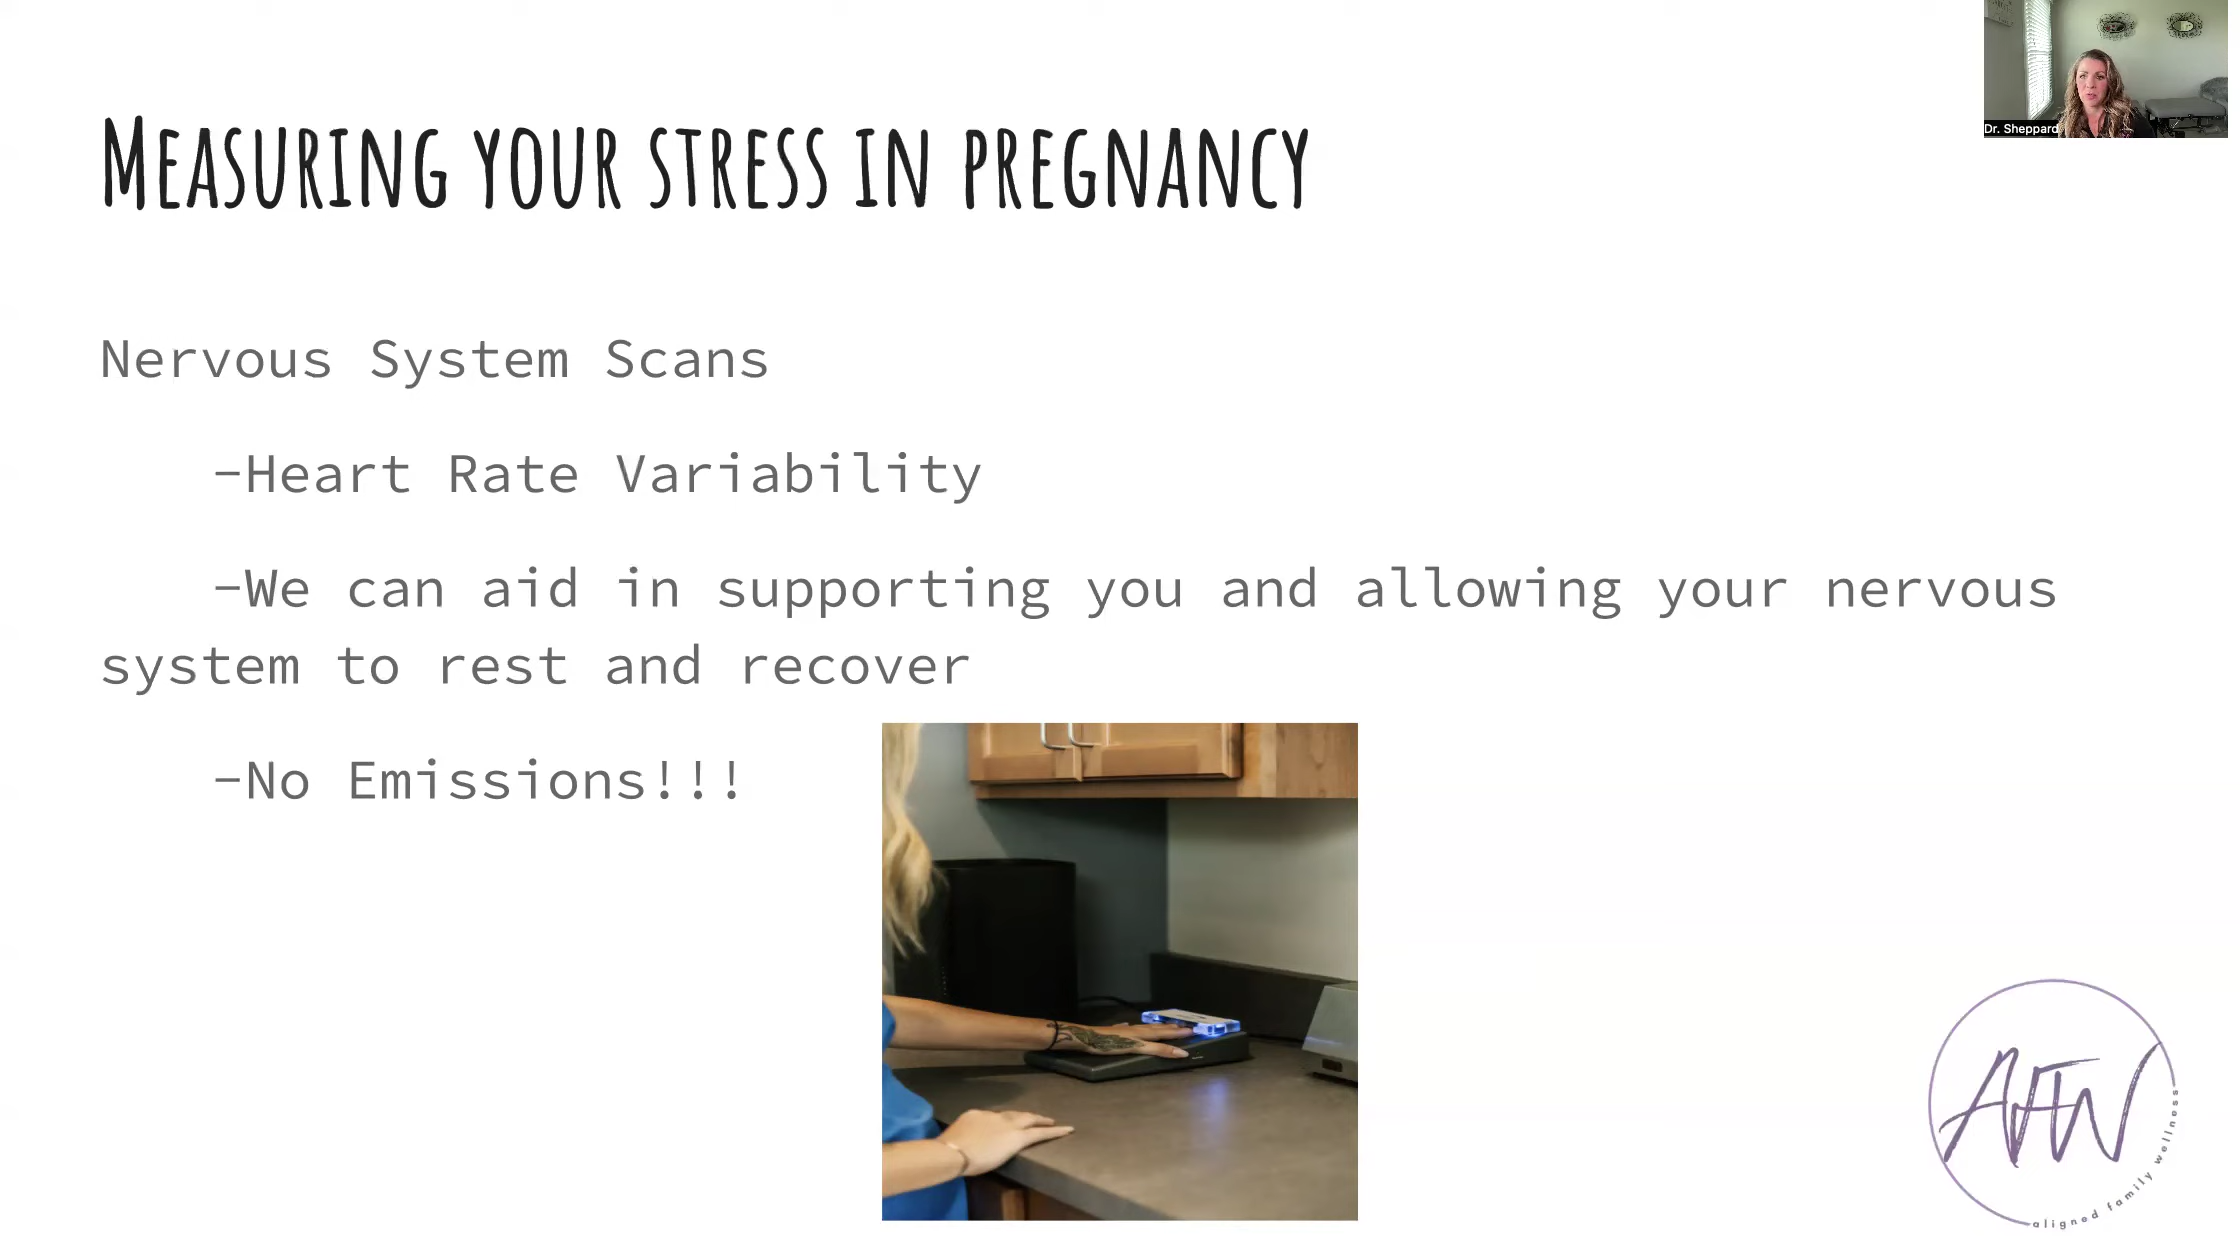 Dr. Sheppard
MEASURING YOUR STRESS IN PREGNANCY
Nervous System Scans
-Heart Rate Variability
-We can aid in supporting you and allowing your nervous
system to rest and recover
-No Emissions!!!
AFW
aligned family wellness